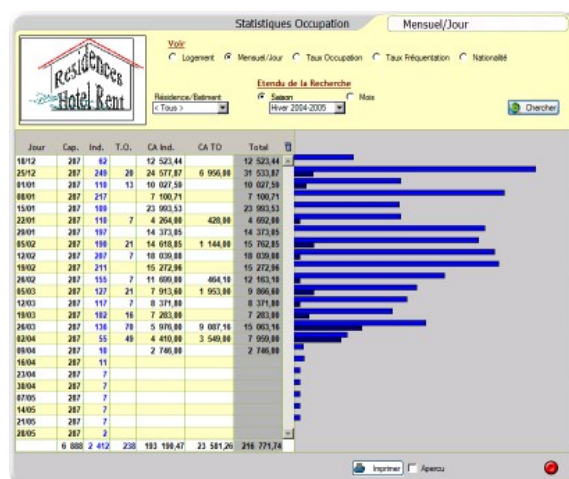 Statistiques Occupation
Mensuel/Jour
Residences
Hotel Rent
Voir
Logement Mensuel/Jour Taux Occupation Taux Fréquentation Nationalité
Etendu de la Recherche
Résidence/Batiment Saison Mois
< Tous > Hiver 2004-2005 Chercher
Jour Cap. Ind. T.O. CA Ind. CA TO Total
18/12 287 62 12 523,44 12 523,44
25/12 287 249 20 24 577,87 6 956,00 31 533,87
01/01 287 110 13 10 027,50 10 027,50
08/01 287 217 7 100,71 7 100,71
15/01 287 109 23 993,53 23 993,53
22/01 287 110 7 4 264,00 428,00 4 692,00
29/01 287 197 14 373,05 14 373,05
05/02 287 190 21 14 618,85 1 144,00 15 762,85
12/02 287 207 7 18 039,00 18 039,00
19/02 287 211 15 272,96 15 272,96
26/02 287 155 7 11 699,00 464,10 12 163,10
05/03 287 127 21 7 913,60 1 953,00 9 866,60
12/03 287 117 7 8 371,80 8 371,80
19/03 287 102 16 7 283,00 7 283,00
26/03 287 136 70 5 976,00 9 087,16 15 063,16
02/04 287 55 49 4 410,00 3 549,00 7 959,00
09/04 287 10 2 746,00 2 746,00
16/04 287 11
23/04 287 7
30/04 287 7
07/05 287 7
14/05 287 7
21/05 287 7
28/05 287 2
6 888 2 412 238 193 190,47 23 581,26 216 771,74
Imprimer Apercu